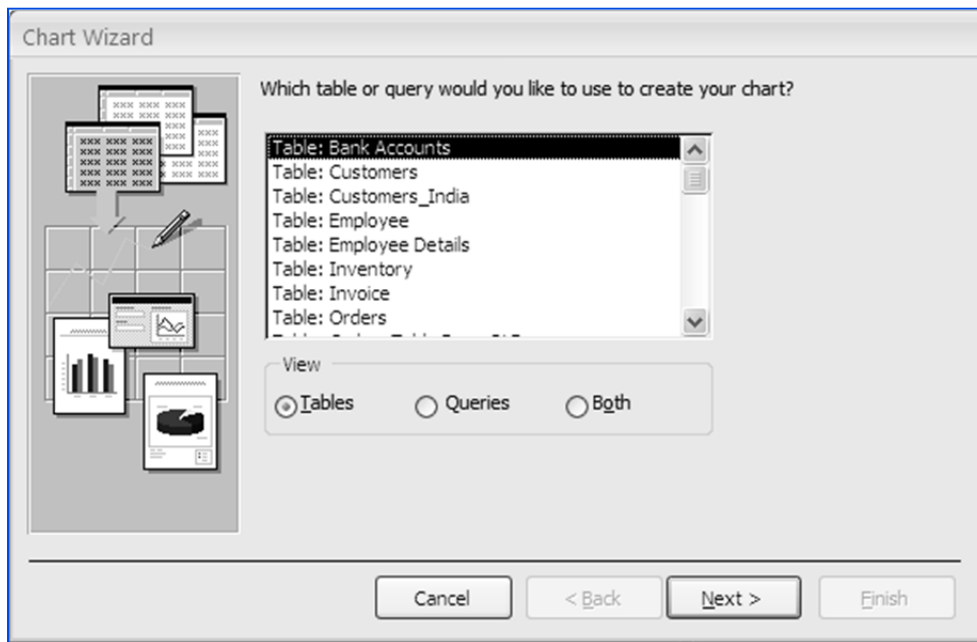 Chart Wizard
Which table or query would you like to use to create your chart?
Table: Bank Accounts
Table: Customers
Table: Customers_India
Table: Employee
Table: Employee Details
Table: Inventory
Table: Invoice
Table: Orders
View
Tables Queries Both
Cancel < Back Next > Finish